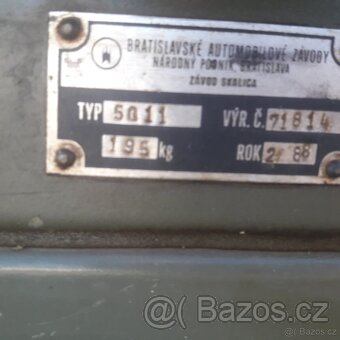 BRATISLAVSKÉ AUTOMOBILOVÉ ZÁVODY
NÁRODNÝ PODNIK, BRATISLAVA
ZÁVOD SKALICA
TYP 5011 VÝR. Č. 71814
195 kg ROK 2/ 88
© Bazos.cz
© Bazos.cz